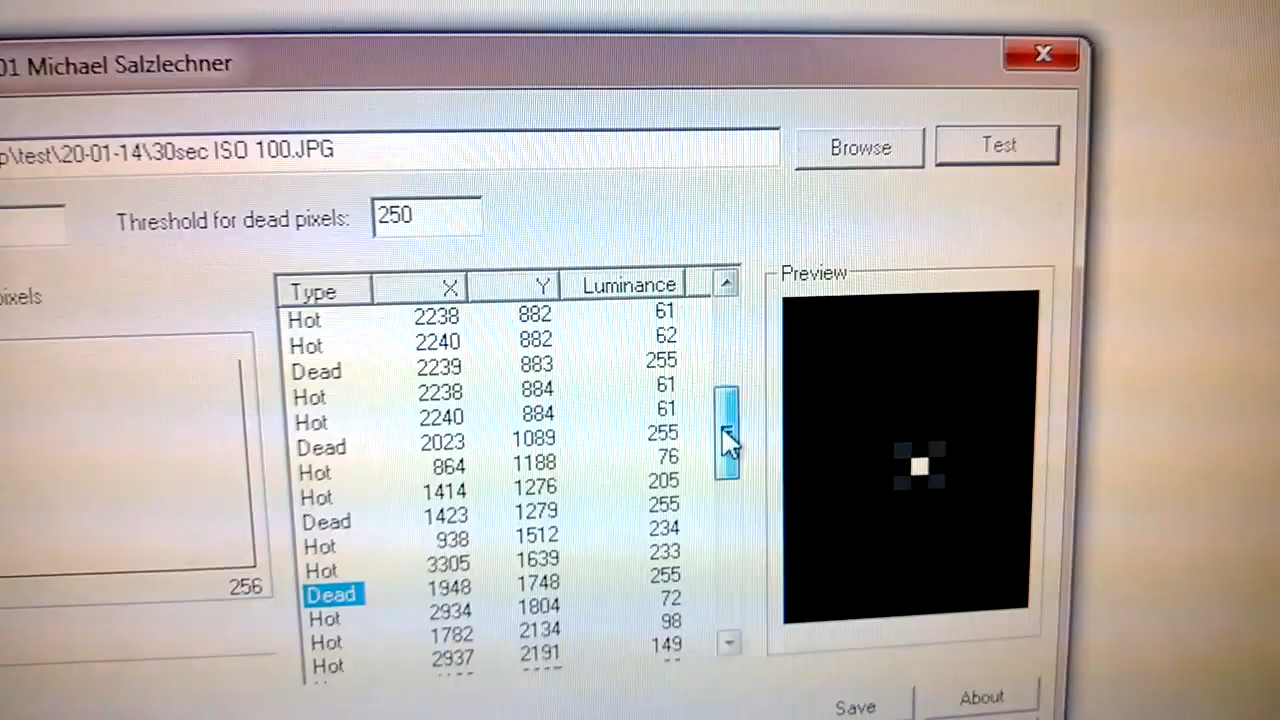 01 Michael Salzlechner
p\test\20-01-14\30sec ISO 100.JPG
Browse
Test
Threshold for dead pixels: 250
pixels
Type X Y Luminance
Hot 2238 882 61
Hot 2240 882 62
Dead 2239 883 255
Hot 2238 884 61
Hot 2240 884 61
Dead 2023 1089 255
Hot 864 1188 76
Hot 1414 1276 205
Dead 1423 1279 255
Hot 938 1512 234
Hot 3305 1639 233
Dead 1948 1748 255
Hot 2934 1804 72
Hot 1782 2134 98
Hot 2937 2191 149
256
Preview
Save
About